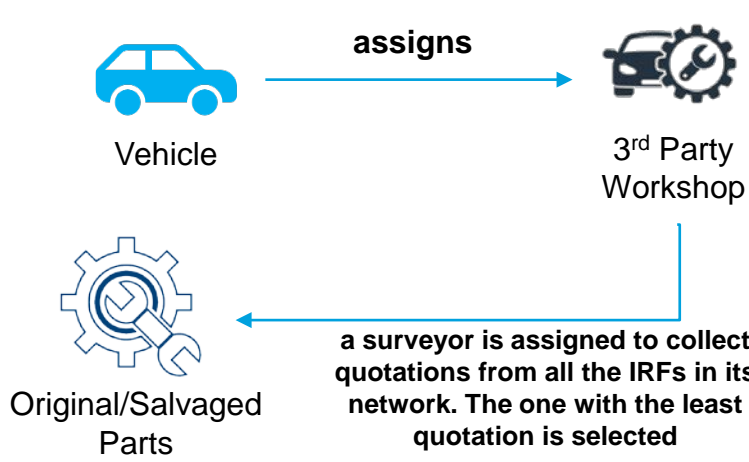 assigns
Vehicle
3rd Party
Workshop
a surveyor is assigned to collect
quotations from all the IRFs in its
network. The one with the least
quotation is selected
Original/Salvaged
Parts